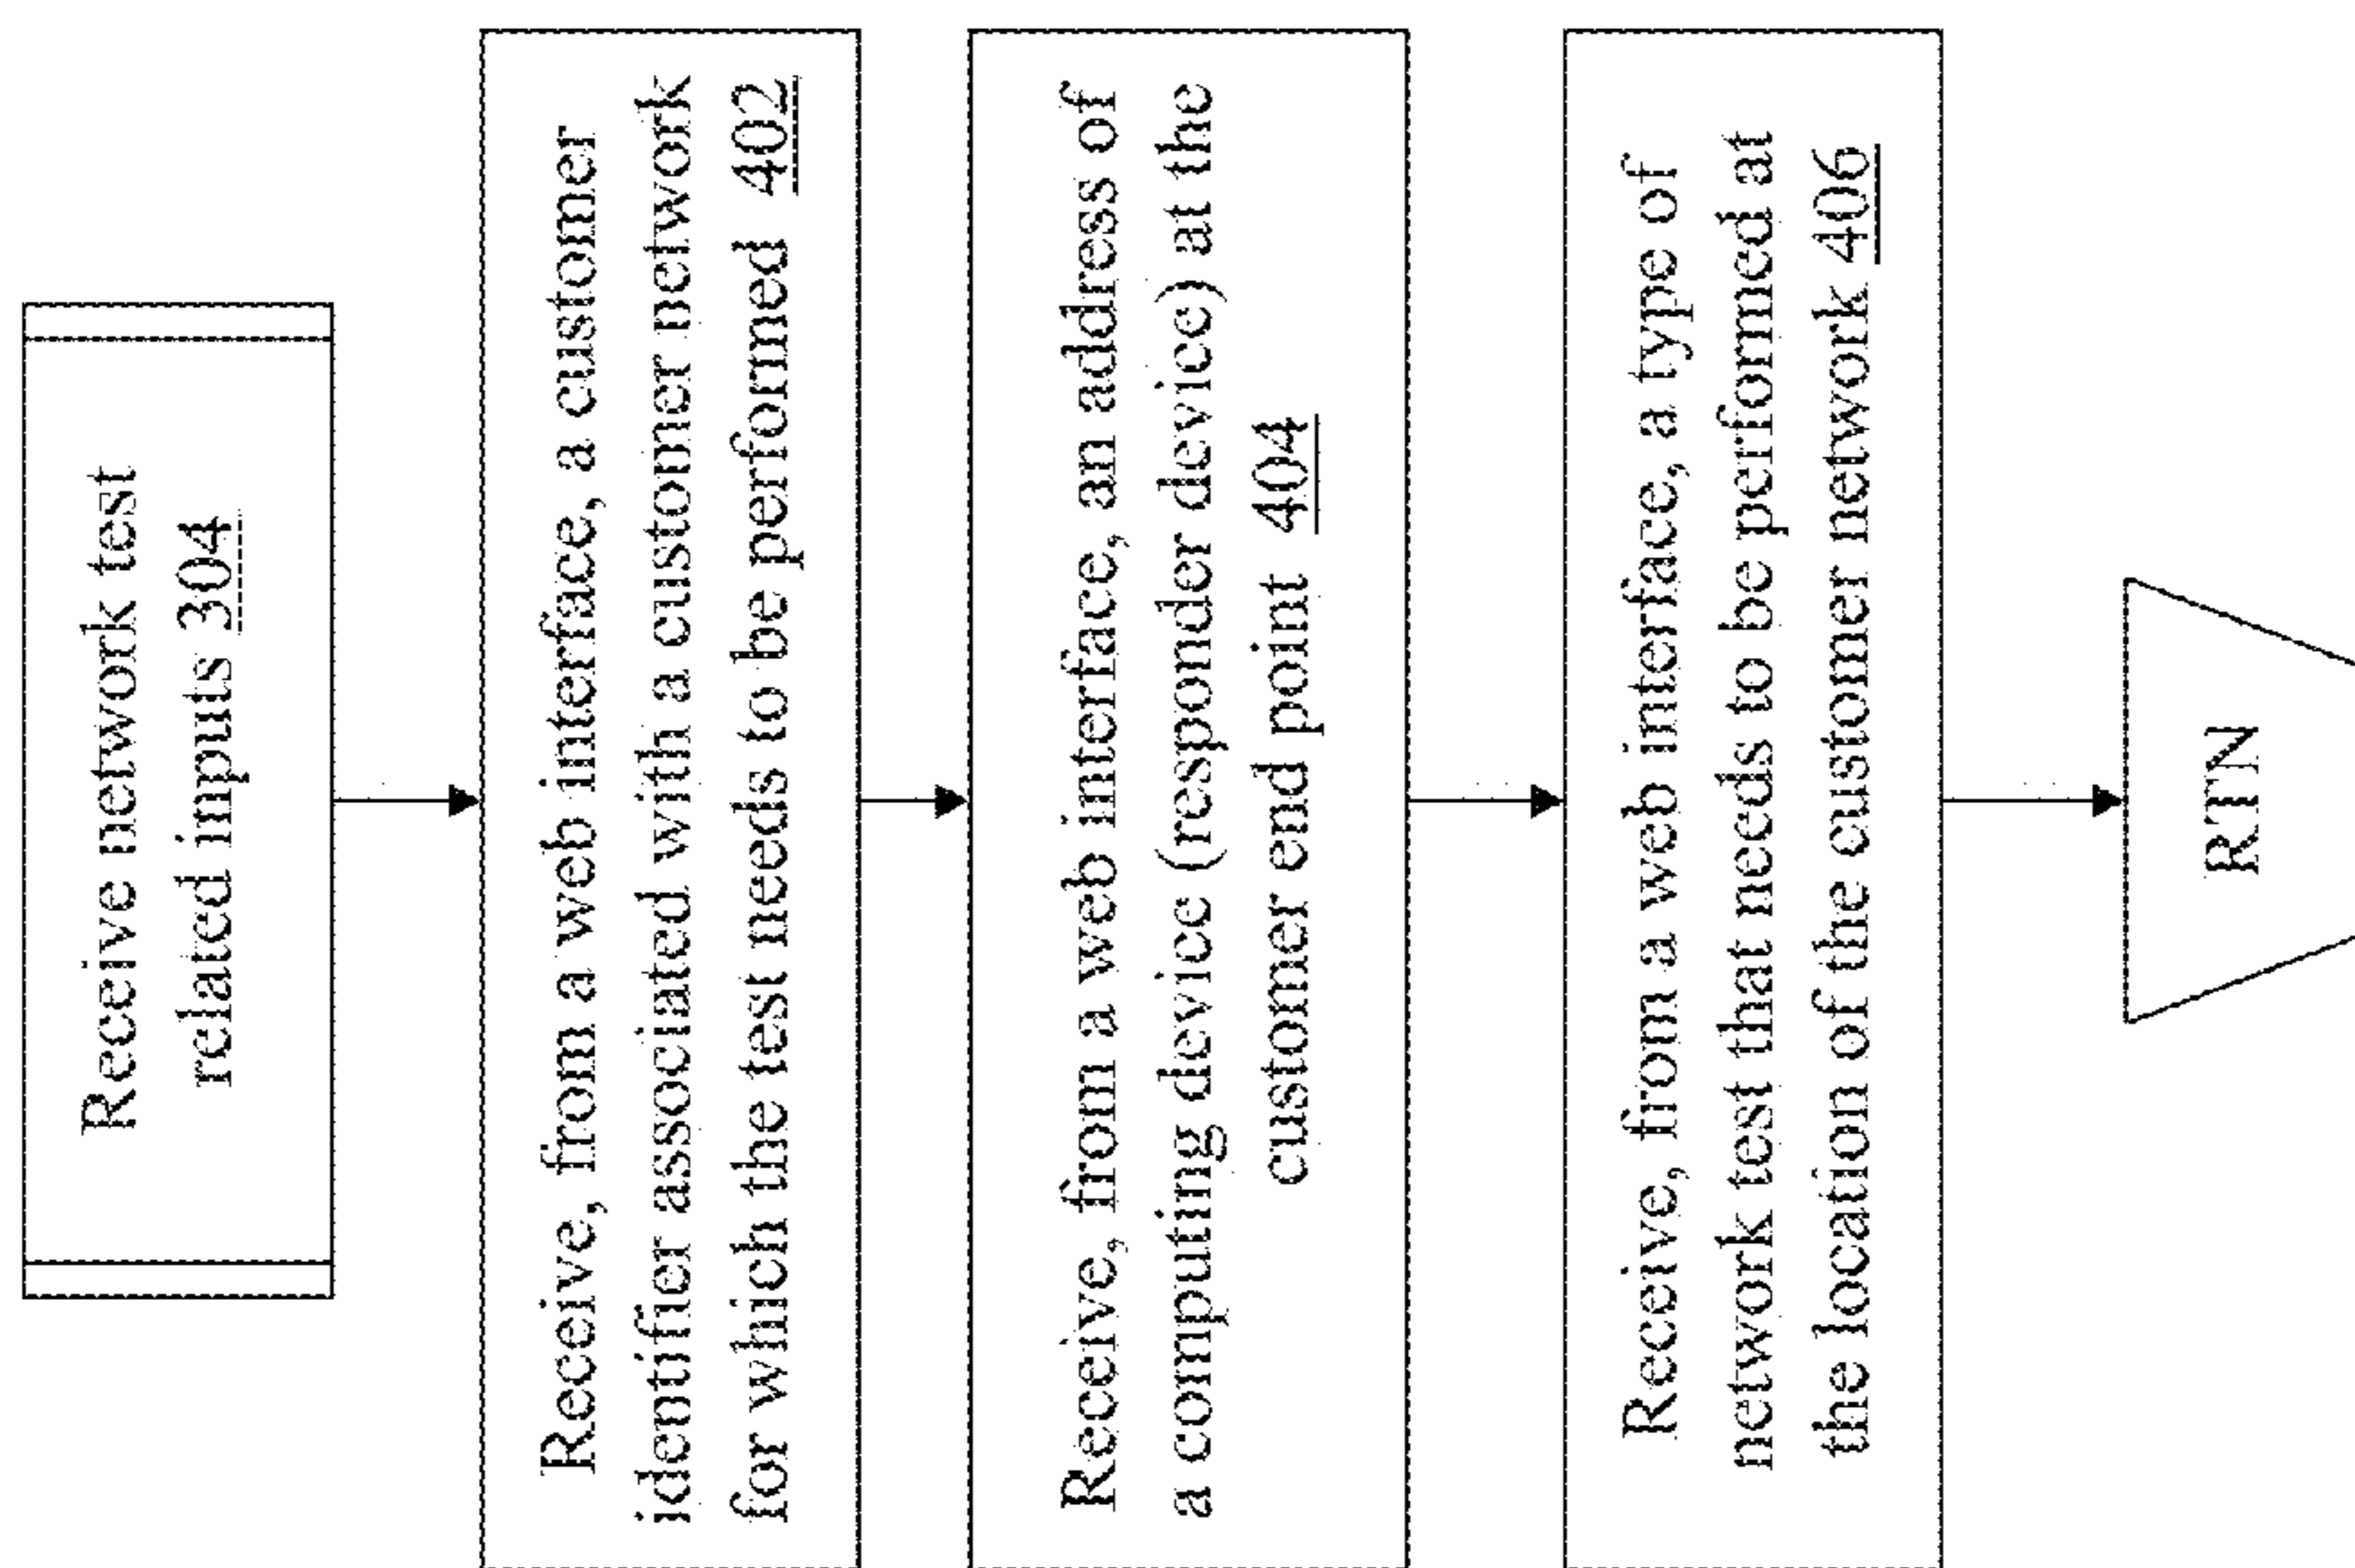 Receive network test
related inputs 304
Receive, from a web interface, a customer
identifier associated with a customer network
for which the test needs to be performed 402
Receive, from a web interface, an address of
a computing device (responder device) at the
customer end point 404
Receive, from a web interface, a type of
network test that needs to be performed at
the location of the customer network 406
RTN